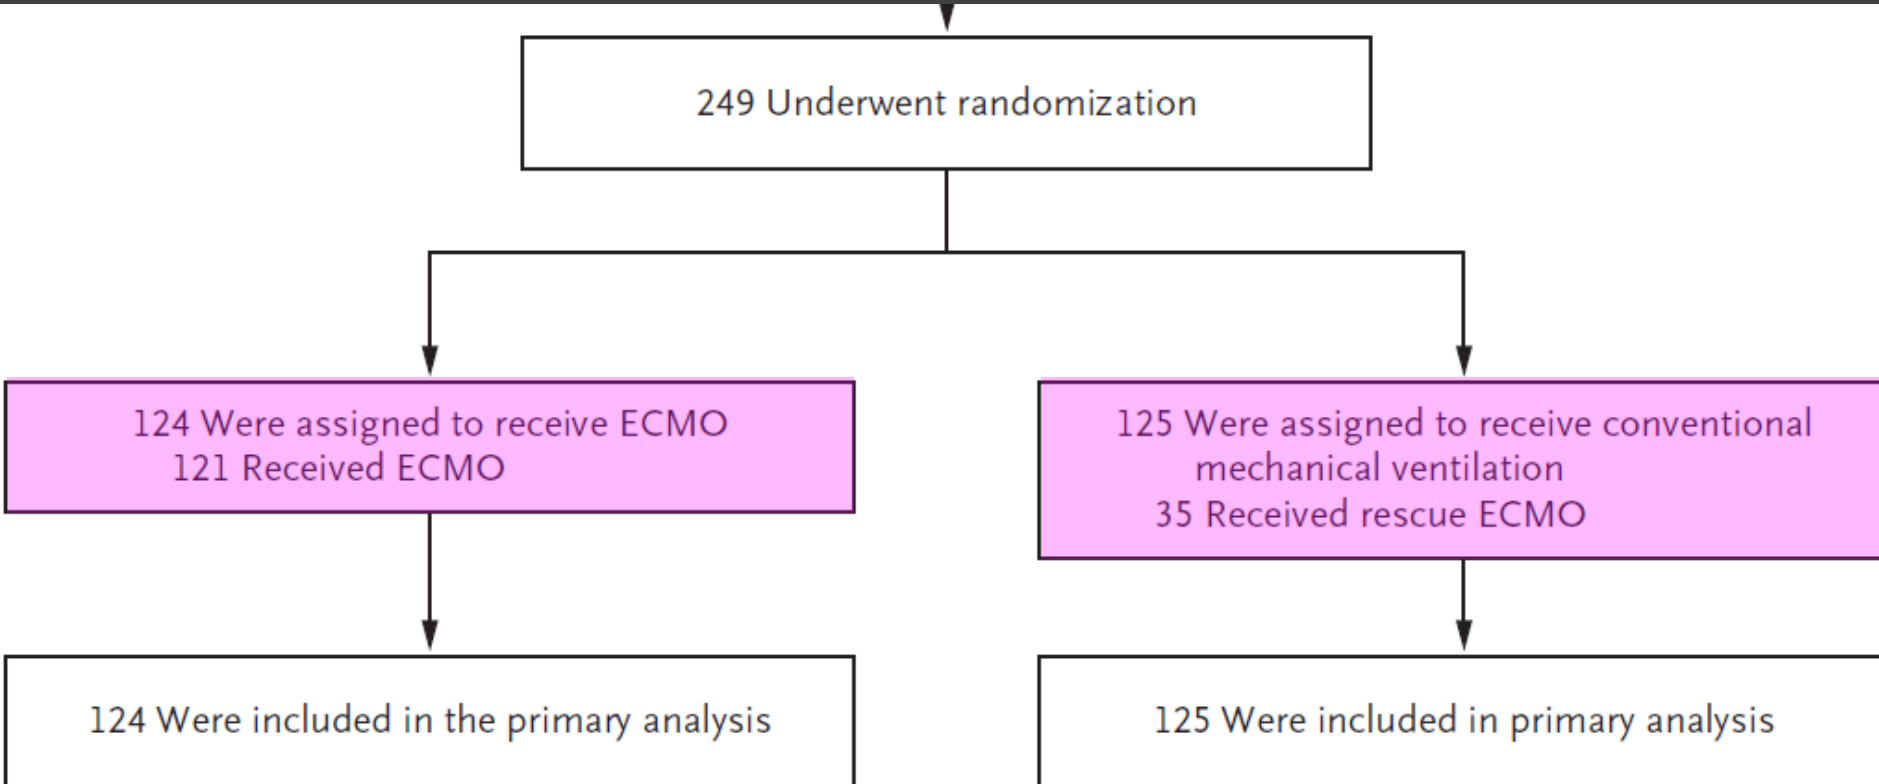 249 Underwent randomization
124 Were assigned to receive ECMO
121 Received ECMO
125 Were assigned to receive conventional
mechanical ventilation
35 Received rescue ECMO
124 Were included in the primary analysis
125 Were included in primary analysis